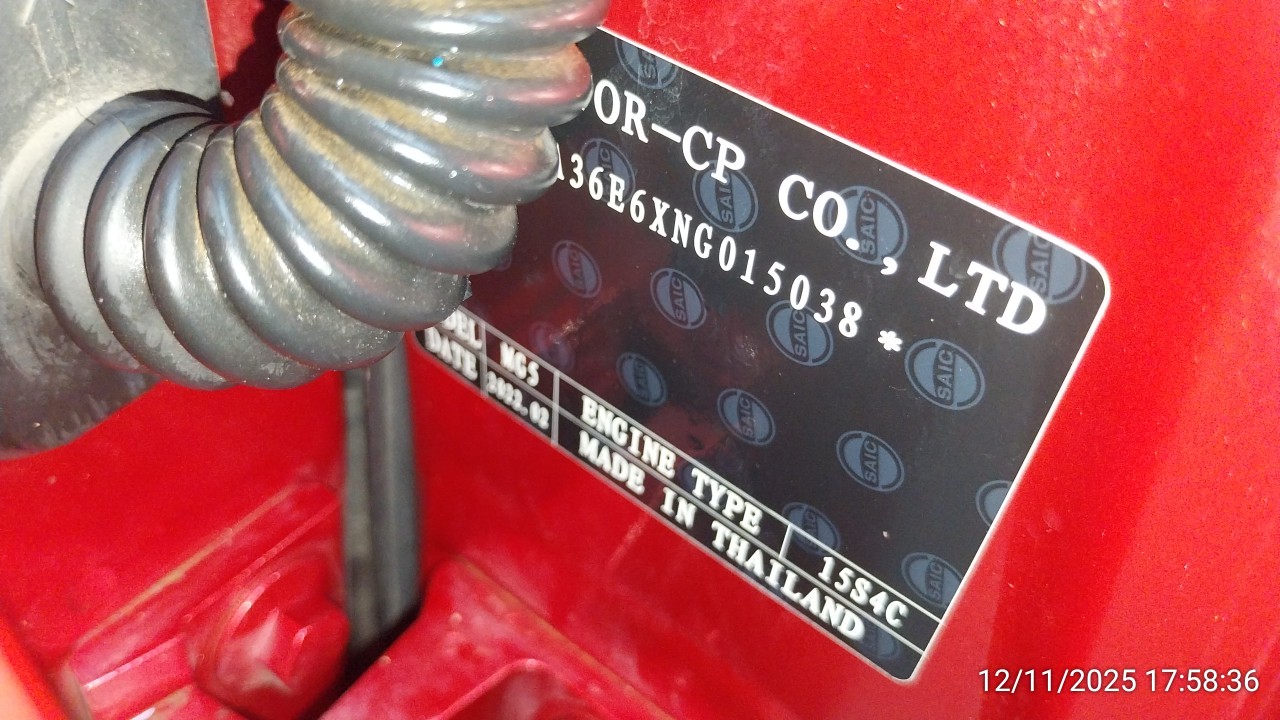 OR-CP CO., LTD
36E6XNG015038 *
MG5 ENGINE TYPE 15S4C
DATE 2022.02 MADE IN THAILAND
SAIC
12/11/2025 17:58:36